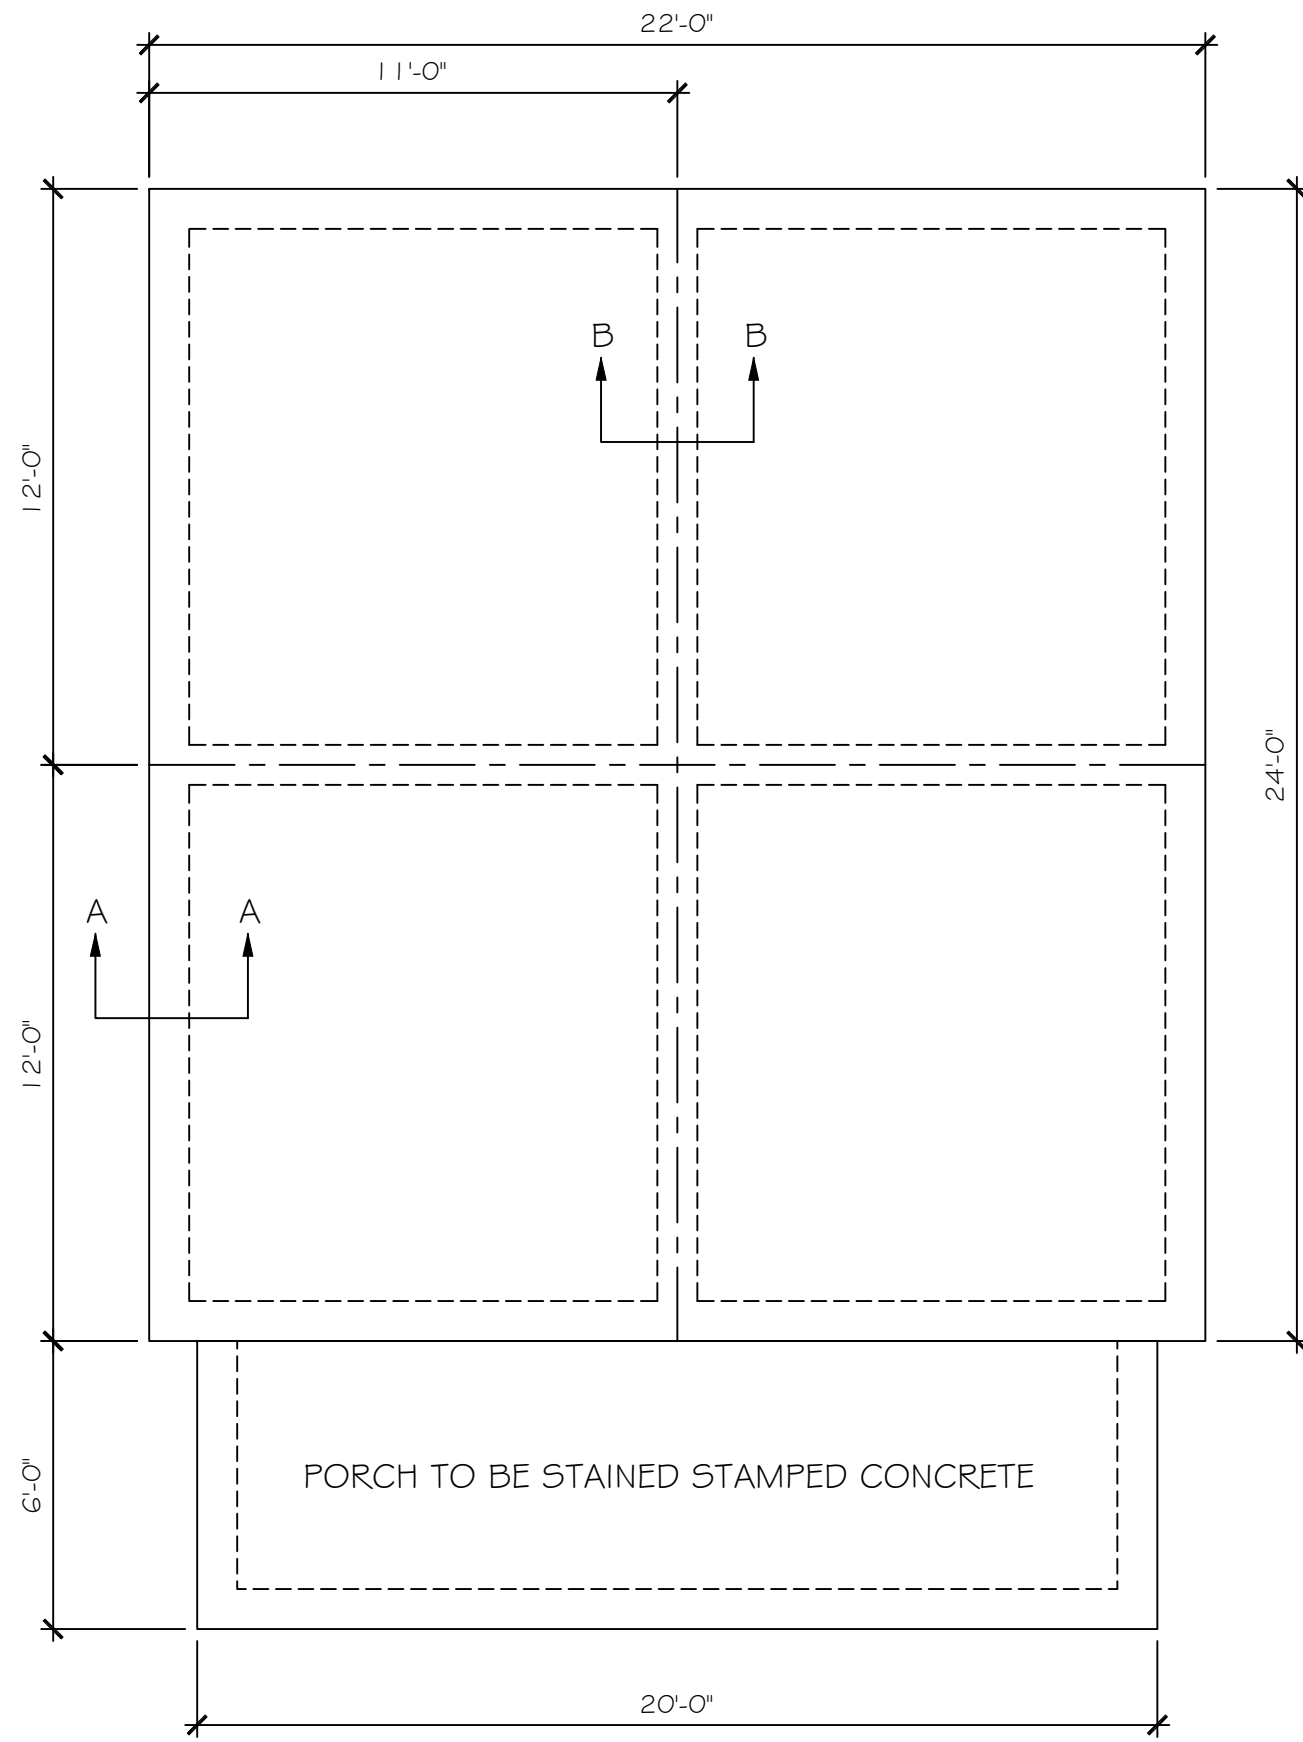 22'-0"
11'-0"
B B
12'-0"
24'-0"
A A
12'-0"
PORCH TO BE STAINED STAMPED CONCRETE
6'-0"
20'-0"